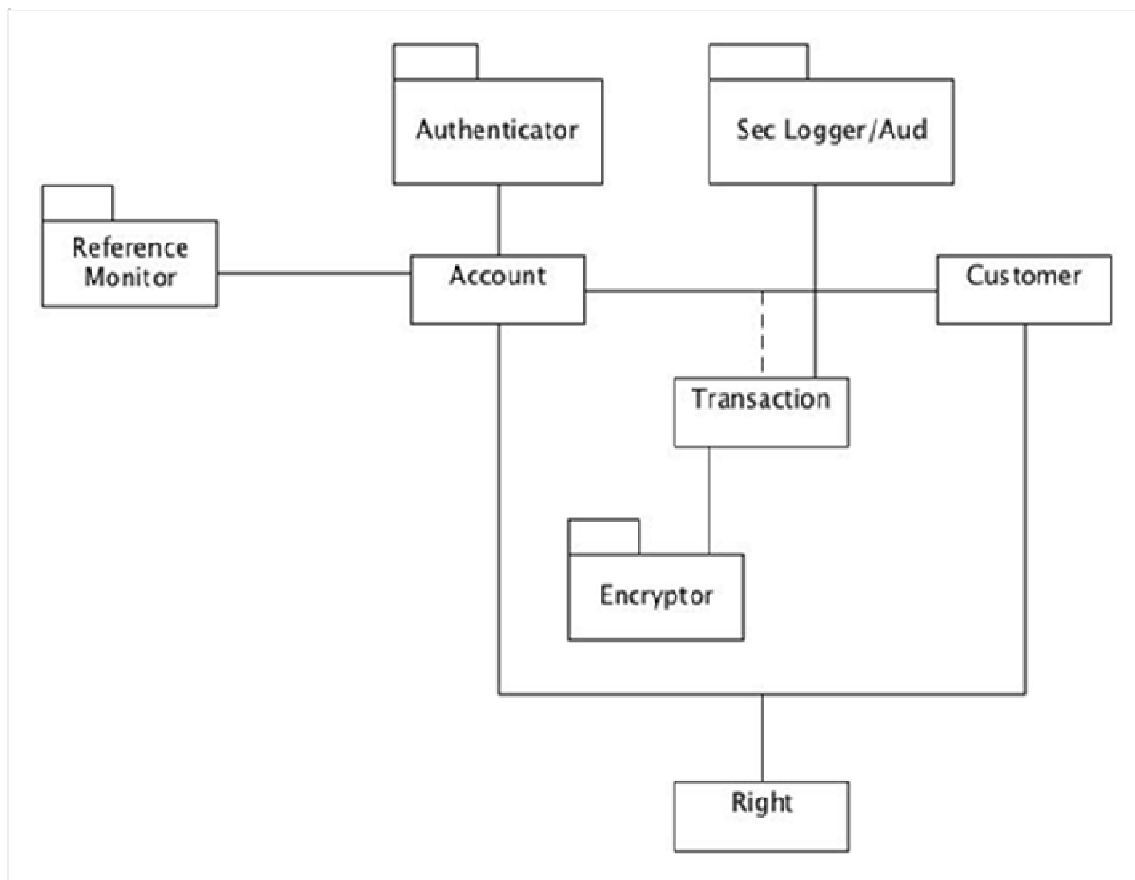 Authenticator
Sec Logger/Aud
Reference
Monitor
Account
Customer
Transaction
Encryptor
Right